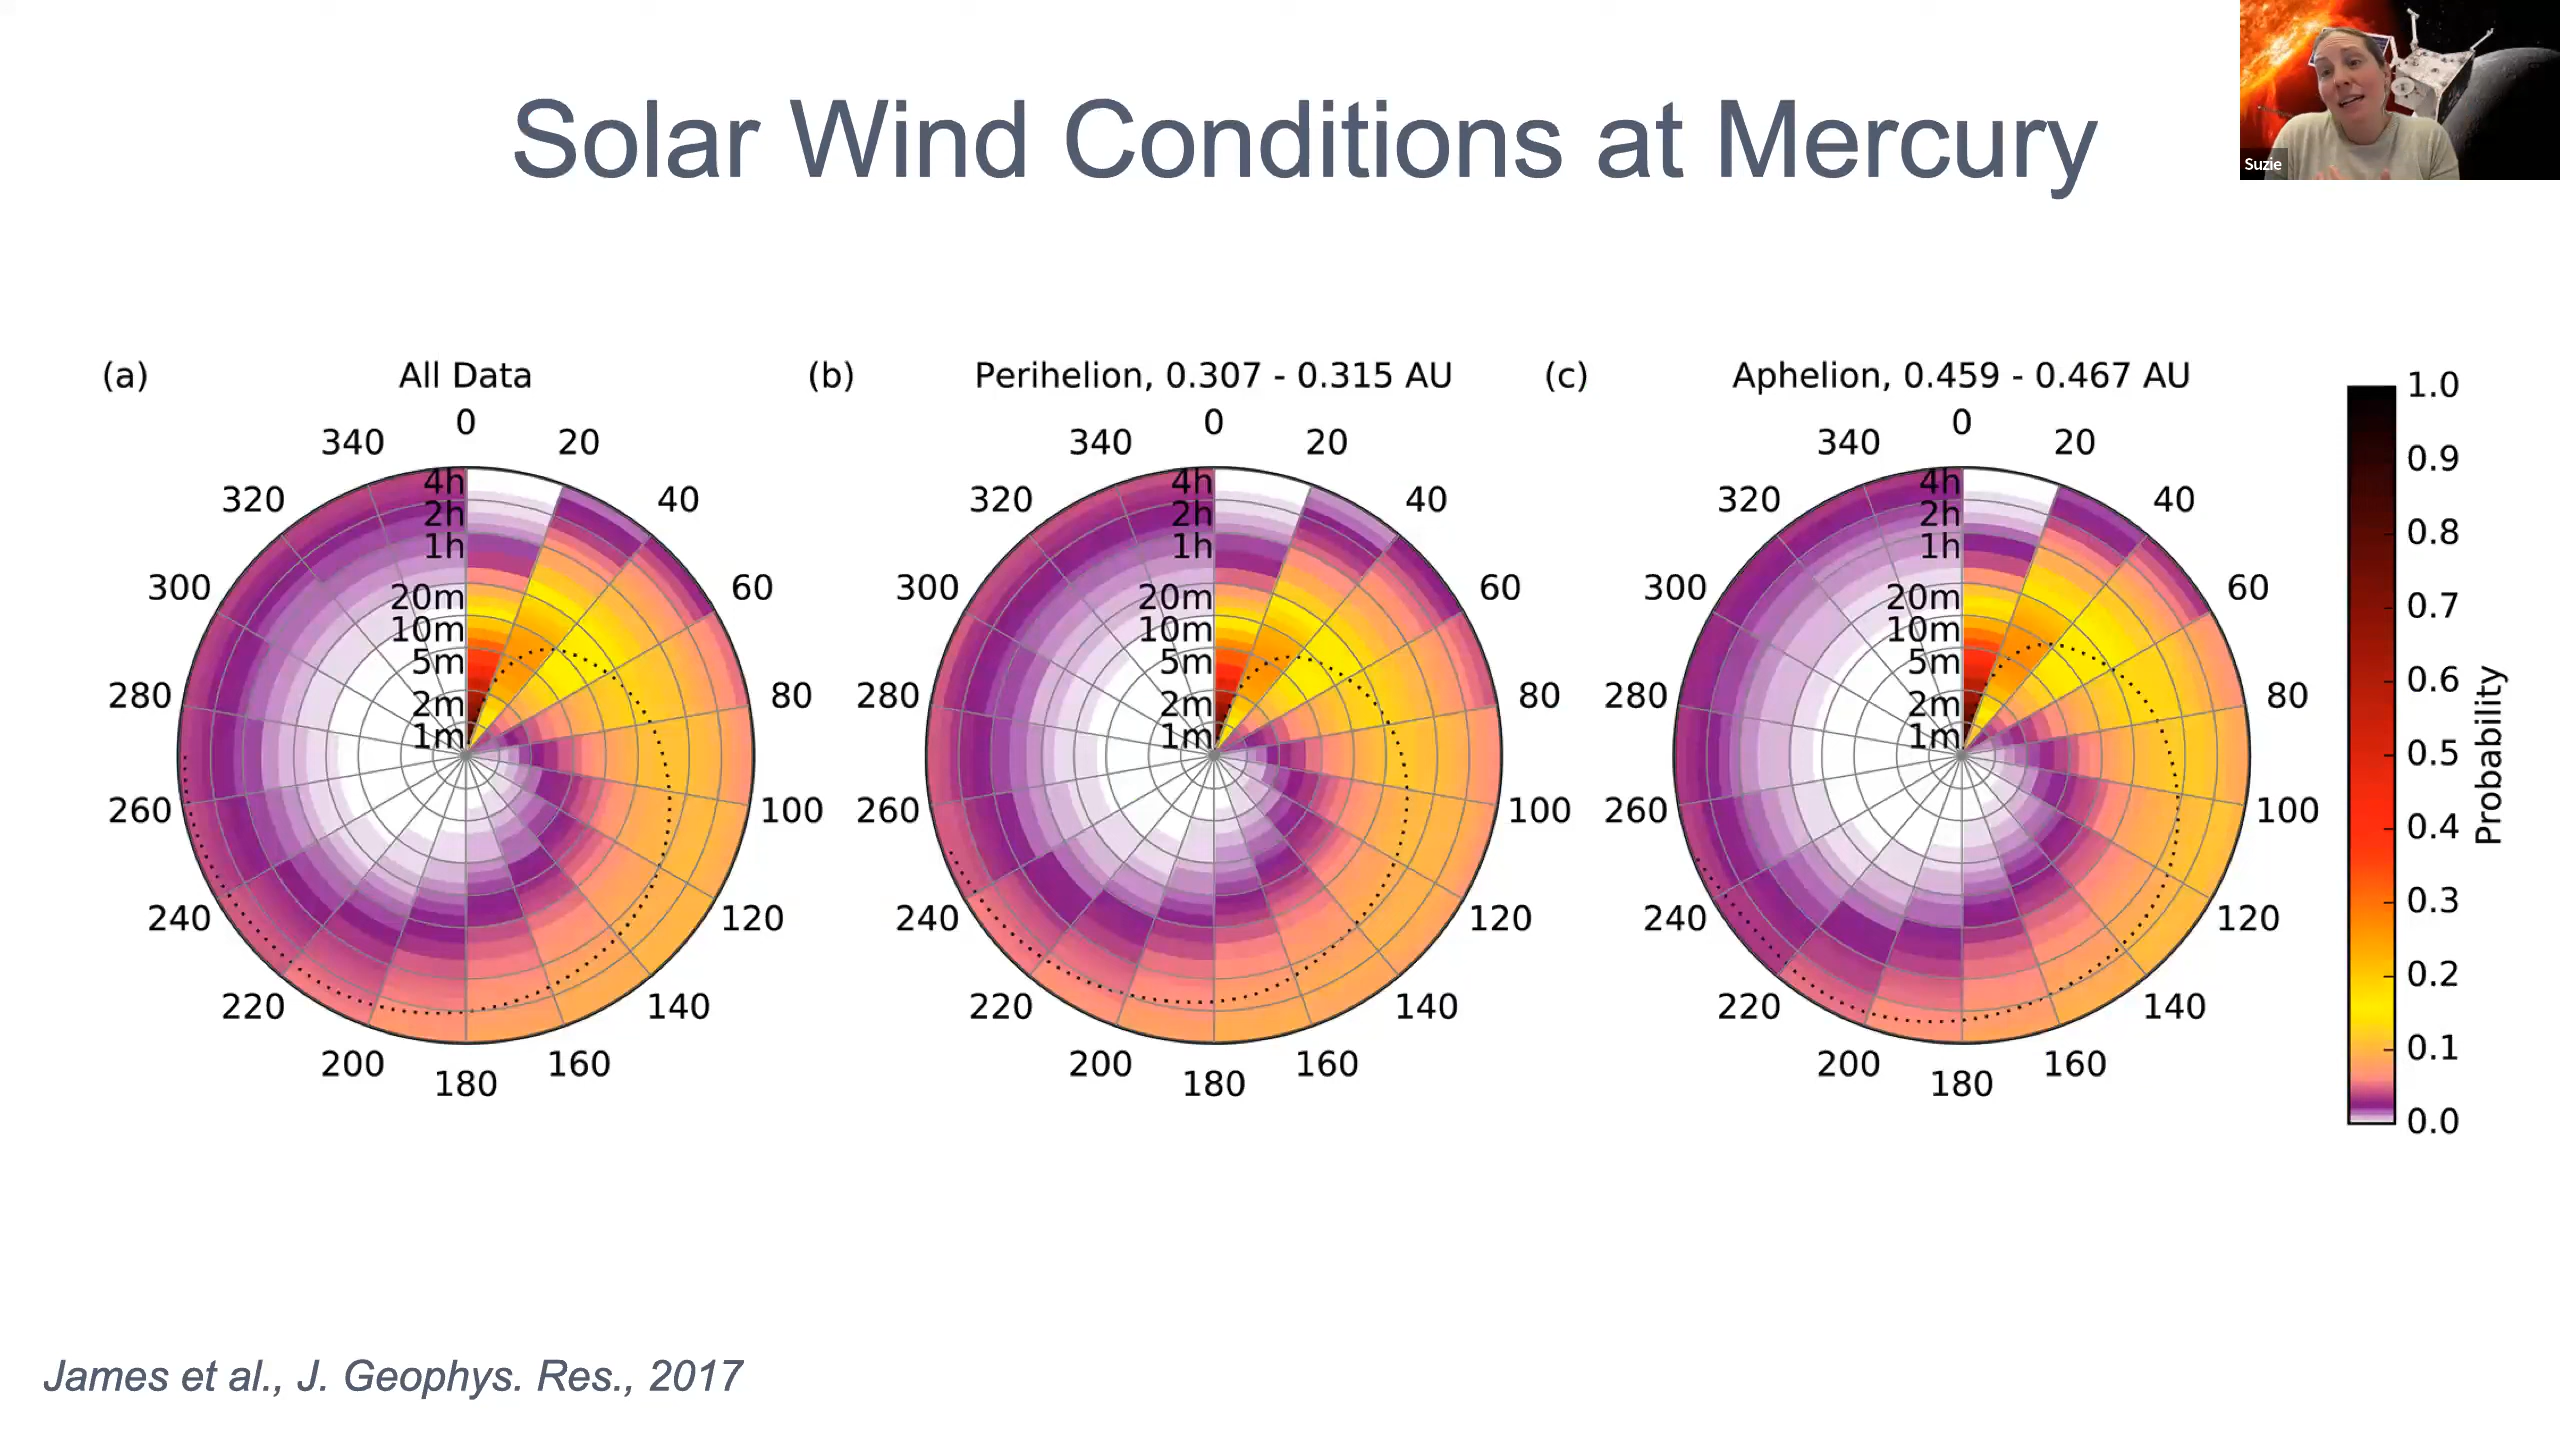 Solar Wind Conditions at Mercury
Suzie
(a)
All Data
0
20
40
60
80
100
120
140
160
180
200
220
240
260
280
300
320
340
4h
2h
1h
20m
10m
5m
2m
1m
(b)
Perihelion, 0.307 - 0.315 AU
0
20
40
60
80
100
120
140
160
180
200
220
240
260
280
300
320
340
4h
2h
1h
20m
10m
5m
2m
1m
(c)
Aphelion, 0.459 - 0.467 AU
0
20
40
60
80
100
120
140
160
180
200
220
240
260
280
300
320
340
4h
2h
1h
20m
10m
5m
2m
1m
1.0
0.9
0.8
0.7
0.6
0.5
0.4
0.3
0.2
0.1
0.0
Probability
James et al., J. Geophys. Res., 2017